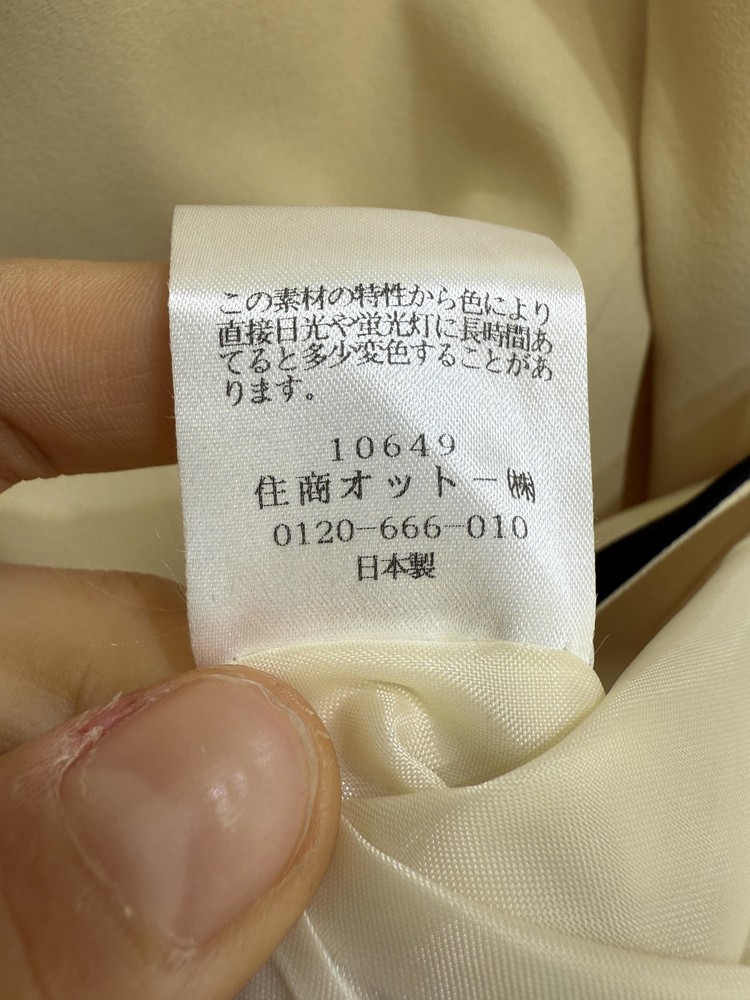 この素材の特性から色により
直接日光や蛍光灯に長時間あ
てると多少変色することがあ
ります。
10649
住商オットー㈱
0120-666-010
日本製